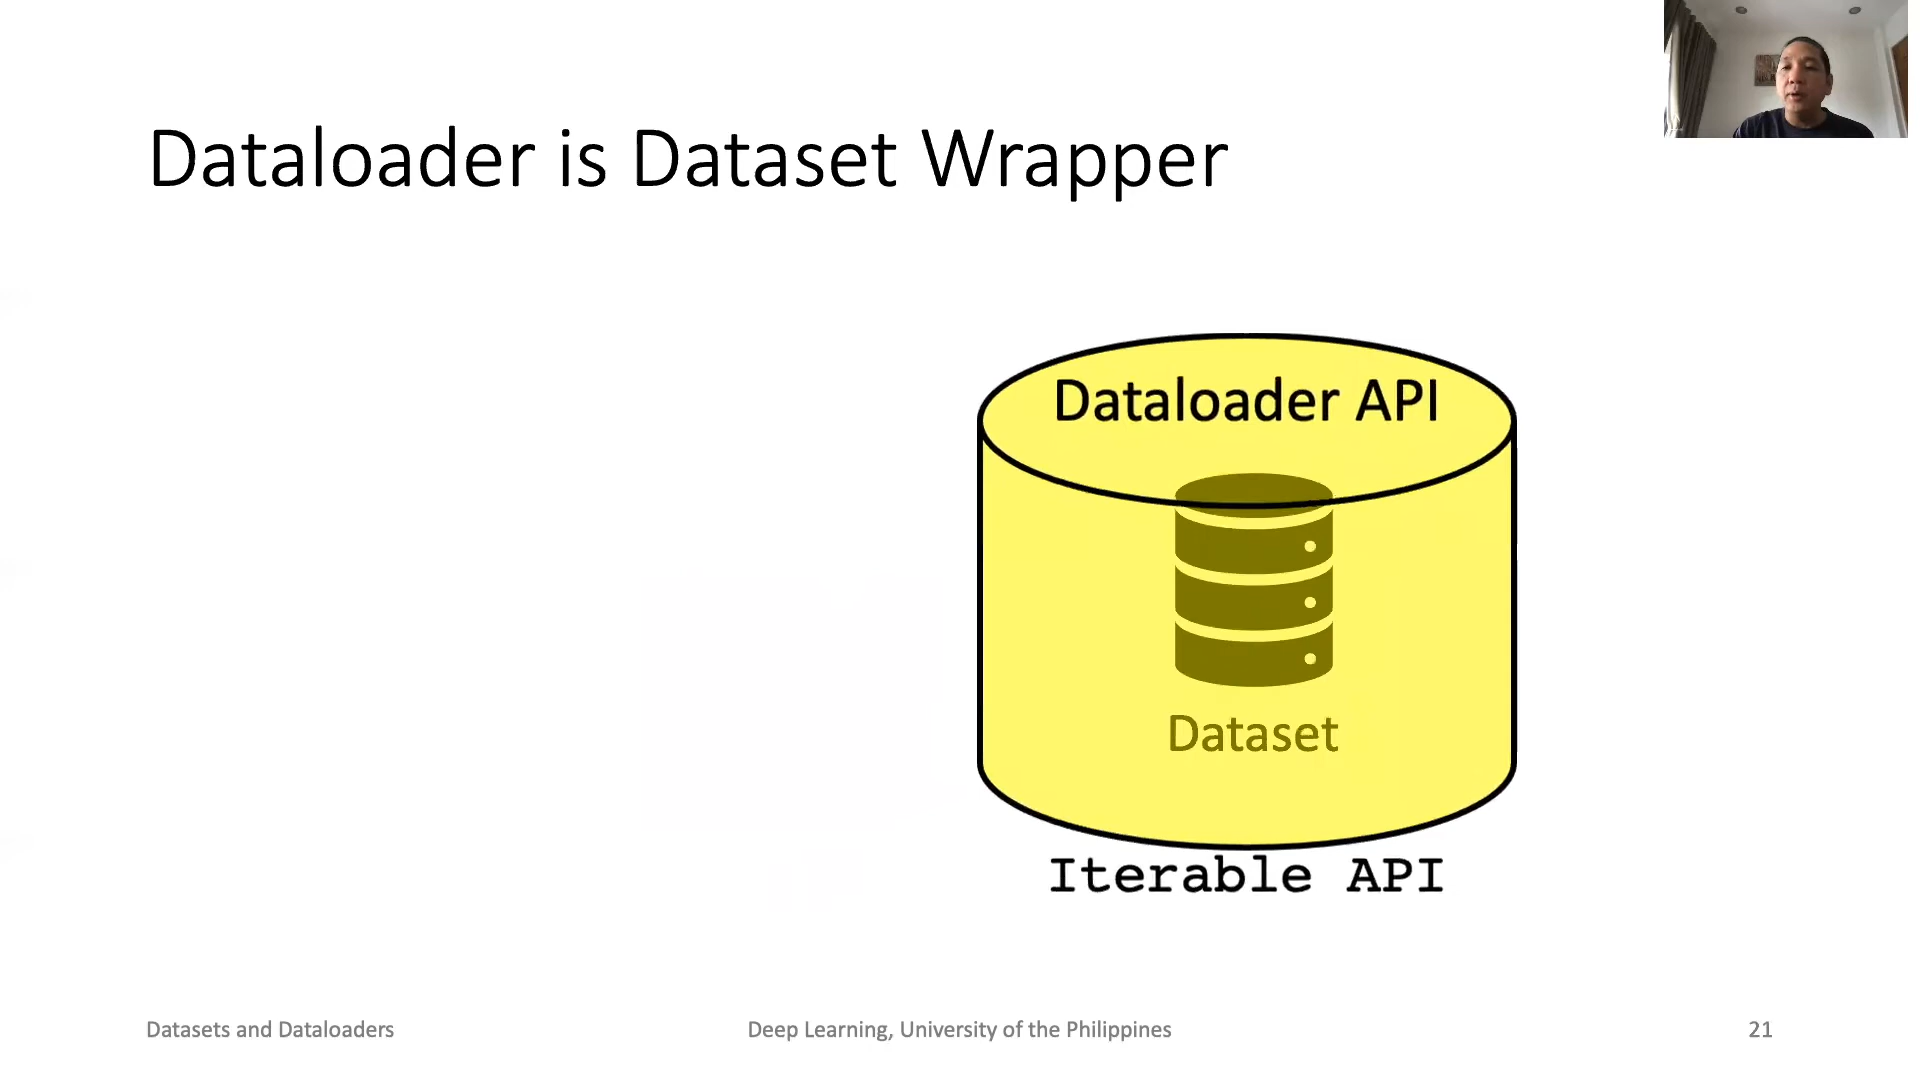 Dataloader is Dataset Wrapper
Dataloader API
Dataset
Iterable API
Datasets and Dataloaders
Deep Learning, University of the Philippines
21